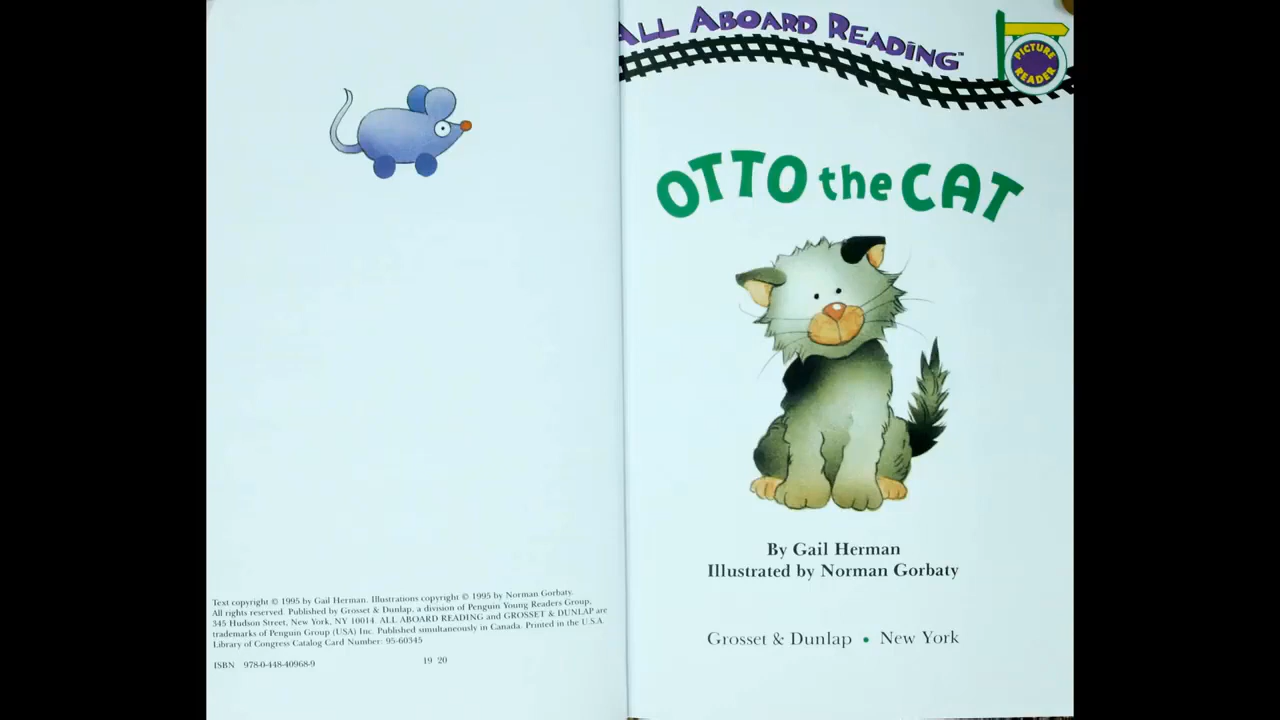 Text copyright © 1995 by Gail Herman. Illustrations copyright © 1995 by Norman Gorbaty.
All rights reserved. Published by Grosset & Dunlap, a division of Penguin Young Readers Group,
345 Hudson Street, New York, NY 10014. ALL ABOARD READING and GROSSET & DUNLAP are
trademarks of Penguin Group (USA) Inc. Published simultaneously in Canada. Printed in the U.S.A.
Library of Congress Catalog Card Number: 95-60345
ISBN 978-0-448-40968-9
19 20
ALL ABOARD READING™
PICTURE
READER
OTTO the CAT
By Gail Herman
Illustrated by Norman Gorbaty
Grosset & Dunlap • New York